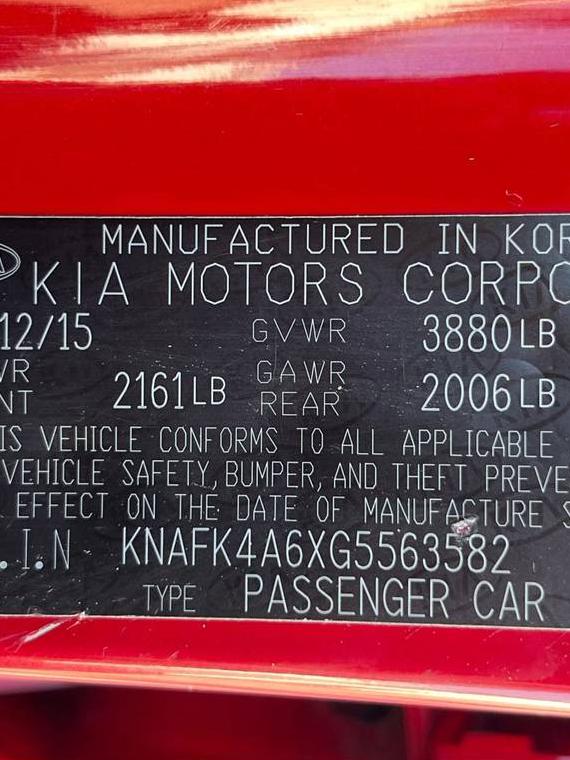 MANUFACTURED IN KOR
KIA MOTORS CORPO
12/15 GVWR 3880LB
WR GAWR
NT 2161LB REAR 2006LB
IS VEHICLE CONFORMS TO ALL APPLICABLE
VEHICLE SAFETY, BUMPER, AND THEFT PREVE
EFFECT ON THE DATE OF MANUFACTURE S
.I.N KNAFK4A6XG5563582
TYPE PASSENGER CAR